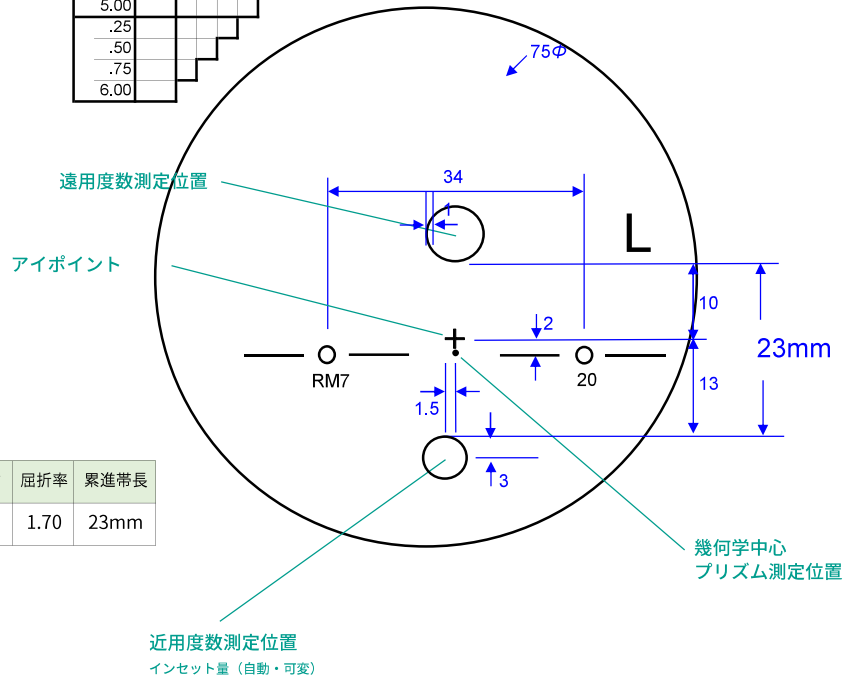 5.00
.25
.50
.75
6.00
75Φ
遠用度数測定位置
34
1
L
アイポイント
10
2
23mm
RM7
20
1.5
13
3
屈折率 累進帯長
1.70 23mm
幾何学中心
プリズム測定位置
近用度数測定位置
インセット量（自動・可変）